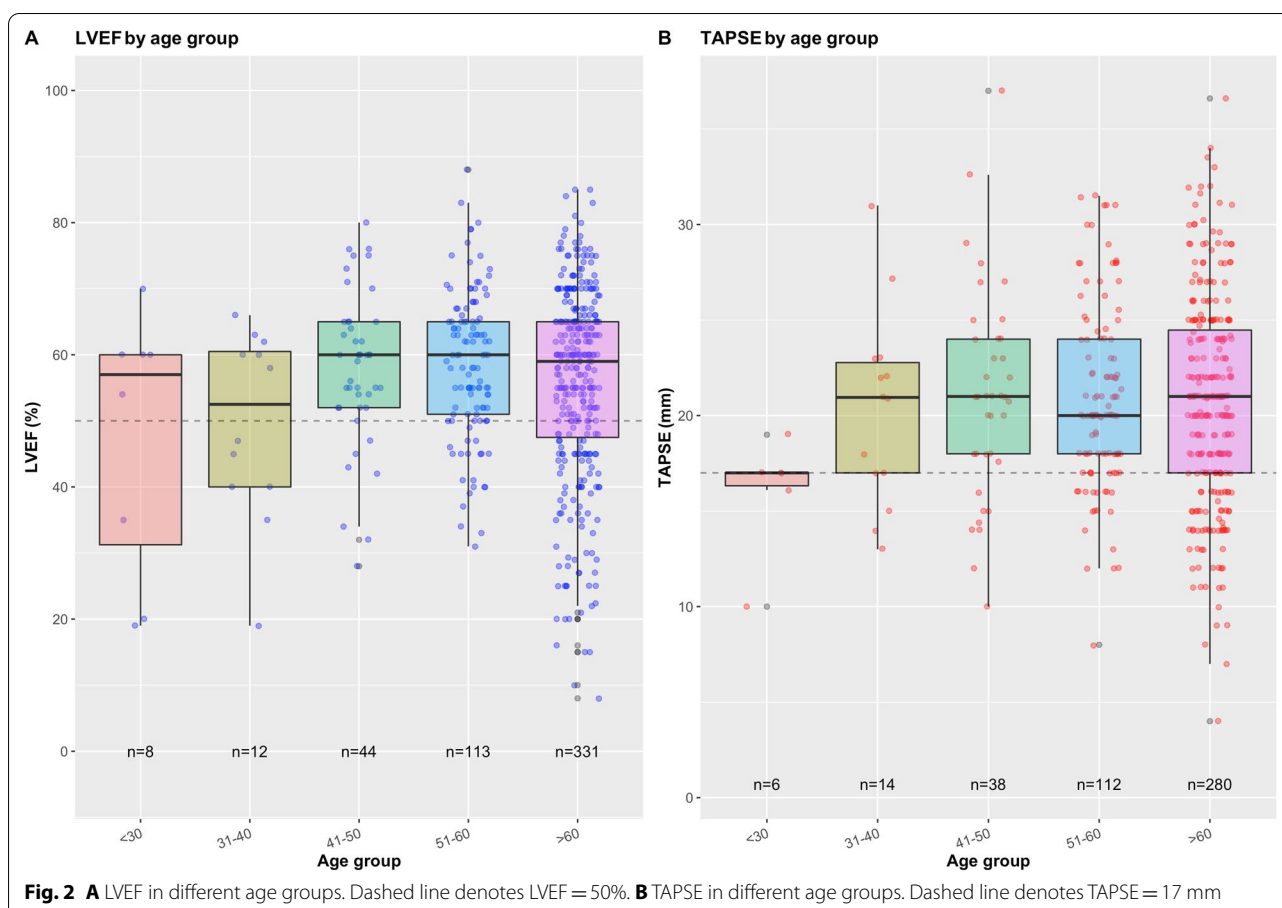 A LVEF by age group
100
80
60
40
20
0
LVEF (%)
n=8 n=12 n=44 n=113 n=331
<30 31-40 41-50 51-60 >60
Age group
B TAPSE by age group
30
20
10
0
TAPSE (mm)
n=6 n=14 n=38 n=112 n=280
<30 31-40 41-50 51-60 >60
Age group
Fig. 2 A LVEF in different age groups. Dashed line denotes LVEF = 50%. B TAPSE in different age groups. Dashed line denotes TAPSE = 17 mm